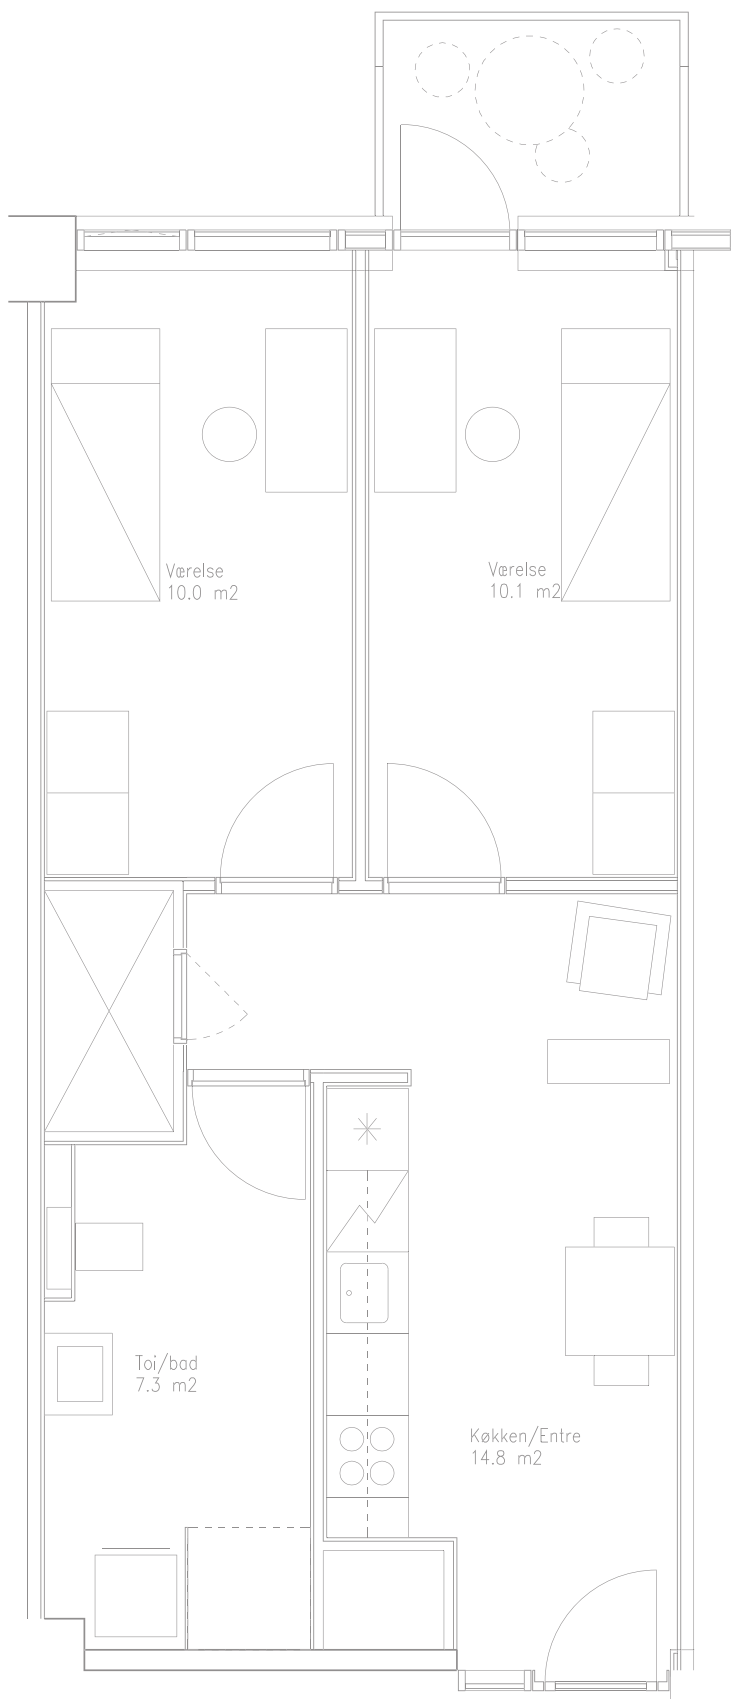 Værelse
10.0 m2
Værelse
10.1 m2
Toi/bad
7.3 m2
Køkken/Entre
14.8 m2